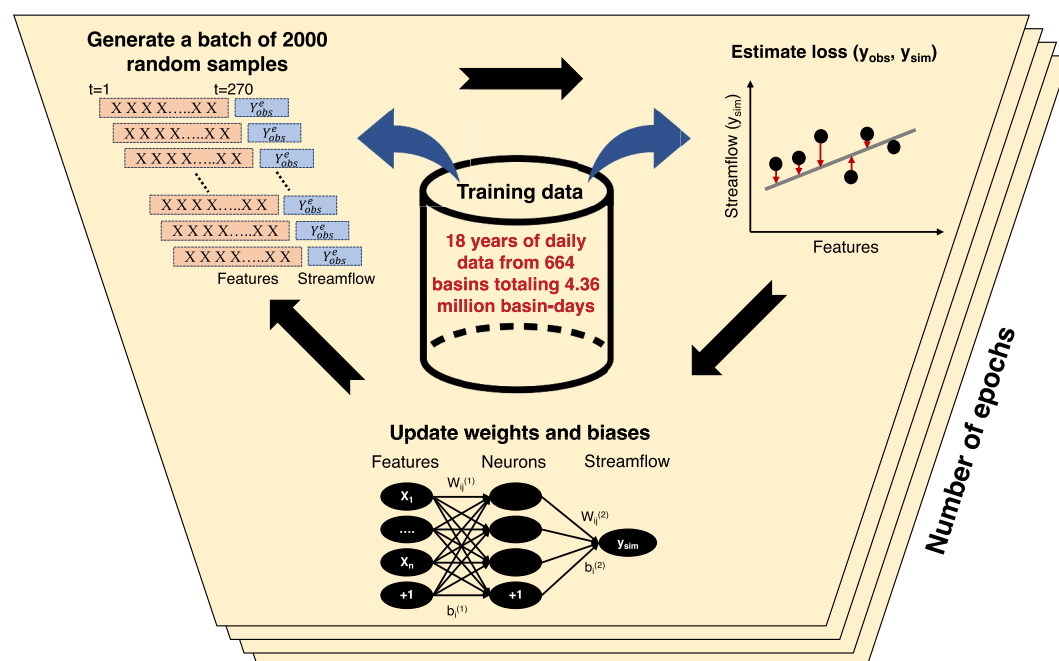 Generate a batch of 2000
random samples
t=1 t=270
X X X X.....X X Y^e_obs
X X X X.....X X Y^e_obs
X X X X.....X X Y^e_obs
X X X X.....X X Y^e_obs
X X X X.....X X Y^e_obs
X X X X.....X X Y^e_obs
Features Streamflow
Training data
18 years of daily
data from 664
basins totaling 4.36
million basin-days
Estimate loss (y_obs, y_sim)
Streamflow (y_sim)
Features
Update weights and biases
Features Neurons Streamflow
W_ij^(1)
X_1
....
X_n
+1
b_i^(1)
+1
W_ij^(2)
y_sim
b_i^(2)
Number of epochs